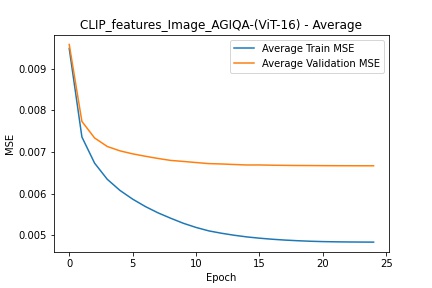 CLIP_features_Image_AGIQA-(ViT-16) - Average
Average Train MSE
Average Validation MSE
MSE
0.009
0.008
0.007
0.006
0.005
0 5 10 15 20 25
Epoch